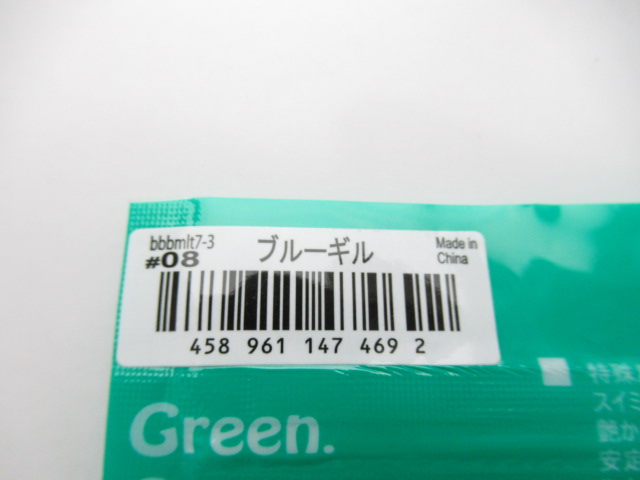 bbbmlt7-3
#08
ブルーギル
Made in
China
458 961 147 469 2
Green.
特殊
スイミ
艶か
安定